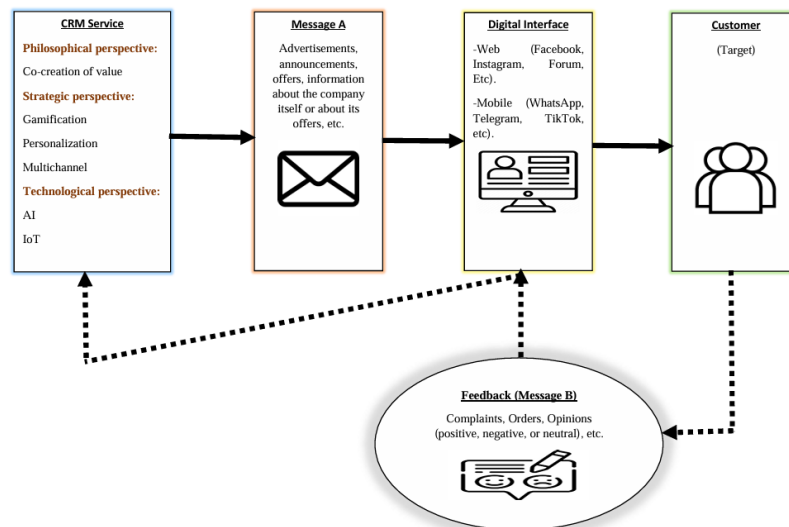 CRM Service
Philosophical perspective:
Co-creation of value
Strategic perspective:
Gamification
Personalization
Multichannel
Technological perspective:
AI
IoT
Message A
Advertisements,
announcements,
offers, information
about the company
itself or about its
offers, etc.
Digital Interface
-Web (Facebook,
Instagram, Forum,
Etc).
-Mobile (WhatsApp,
Telegram, TikTok,
etc).
Customer
(Target)
Feedback (Message B)
Complaints, Orders, Opinions
(positive, negative, or neutral), etc.